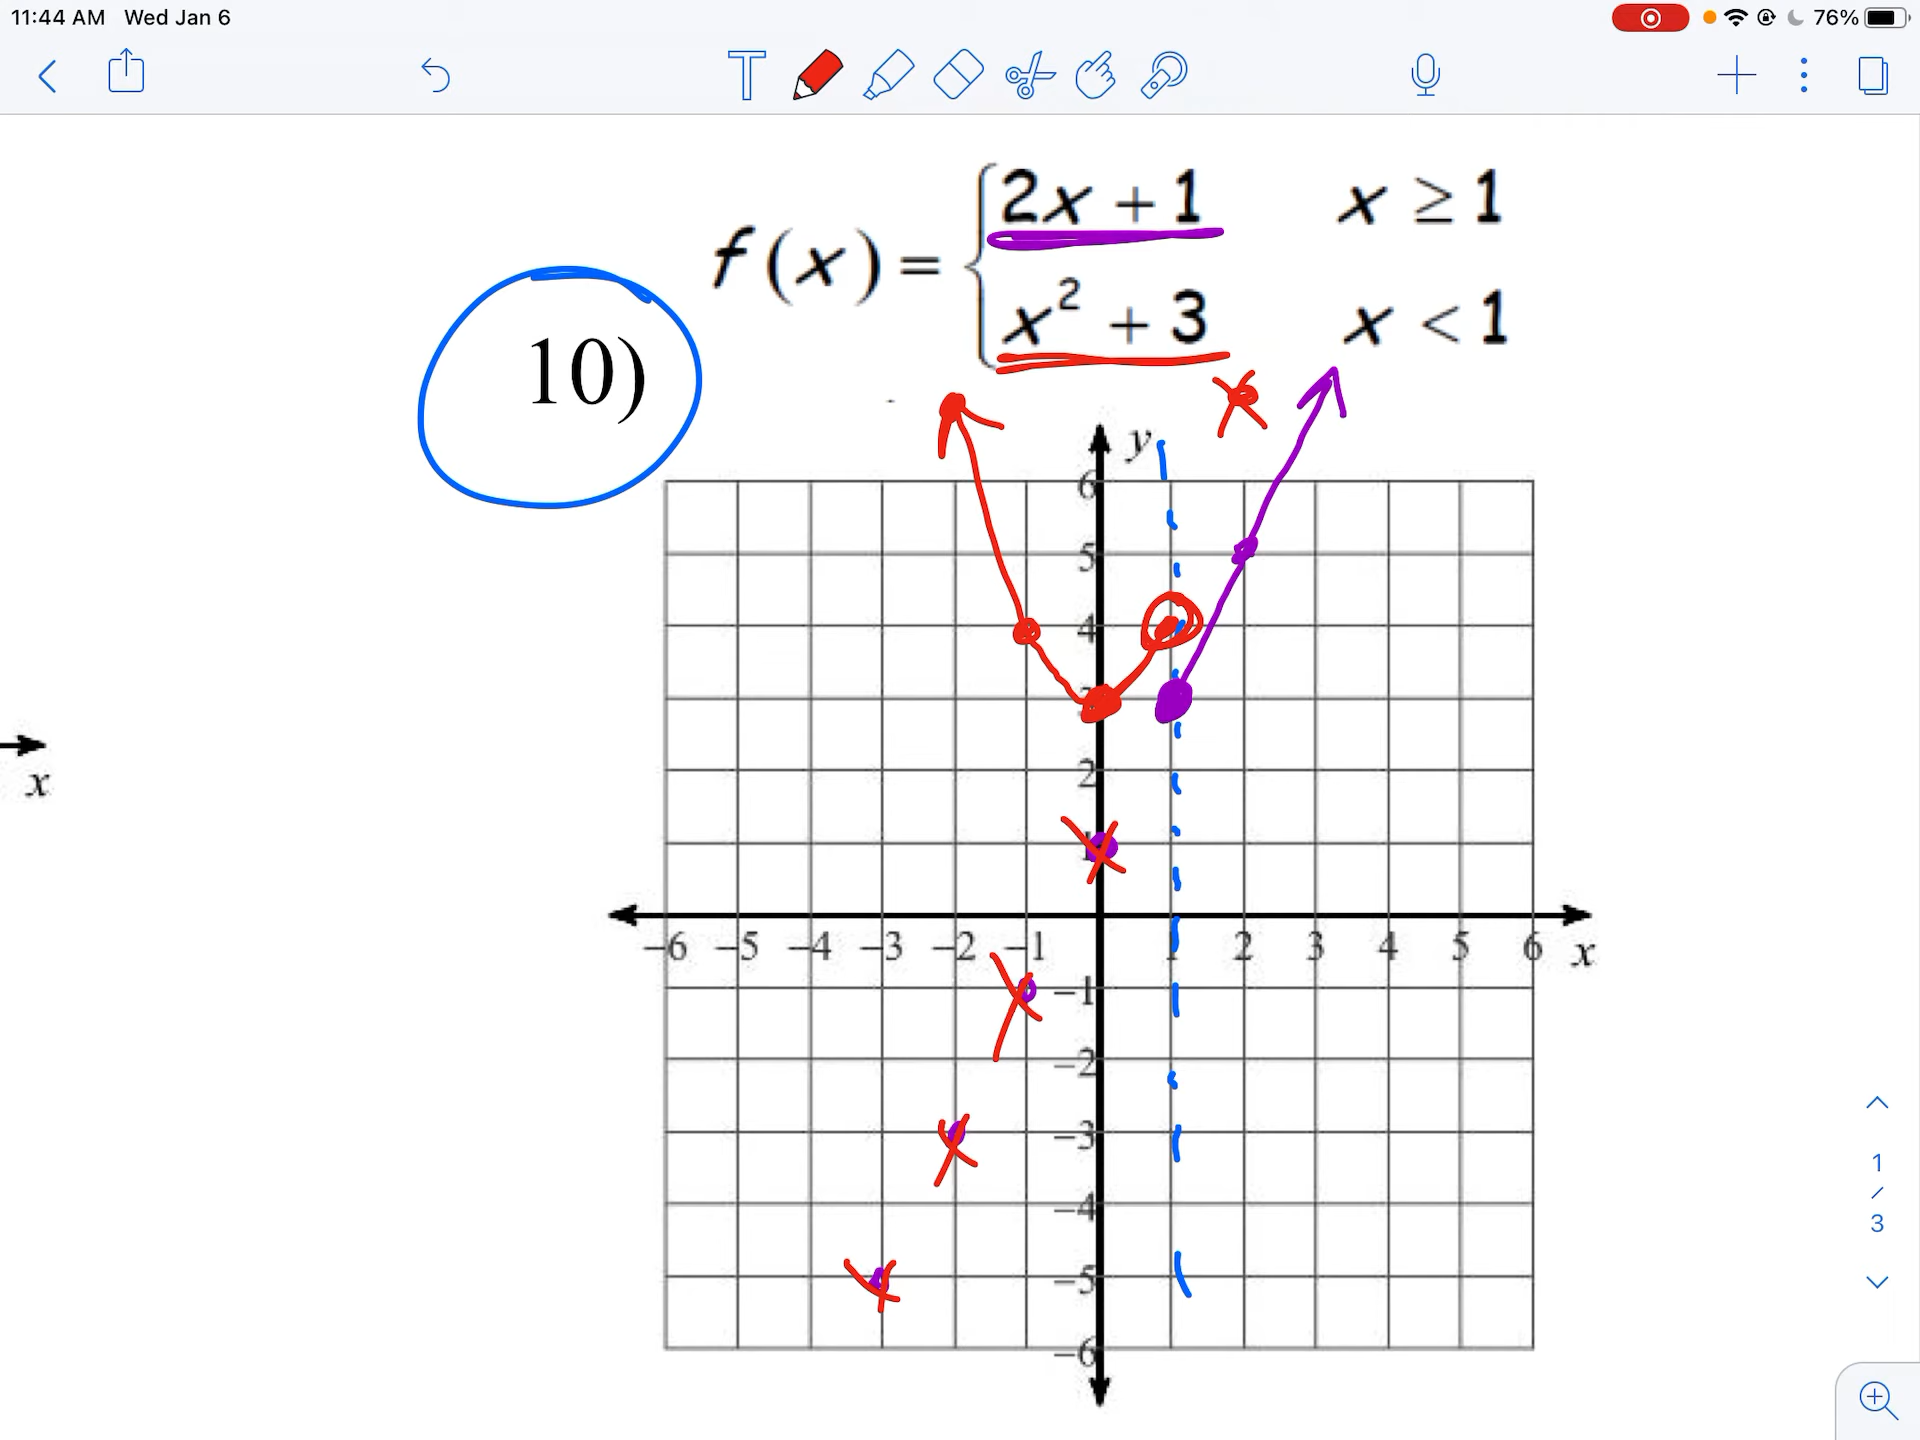 11:44 AM Wed Jan 6 76%
T
f(x) = { 2x + 1 x ≥ 1
x² + 3 x < 1
10)
y
6
5
4
3
2
1
x
−6 −5 −4 −3 −2 −1 1 2 3 4 5 6 x
−1
−2
−3
−4
−5
−6
1
/
3